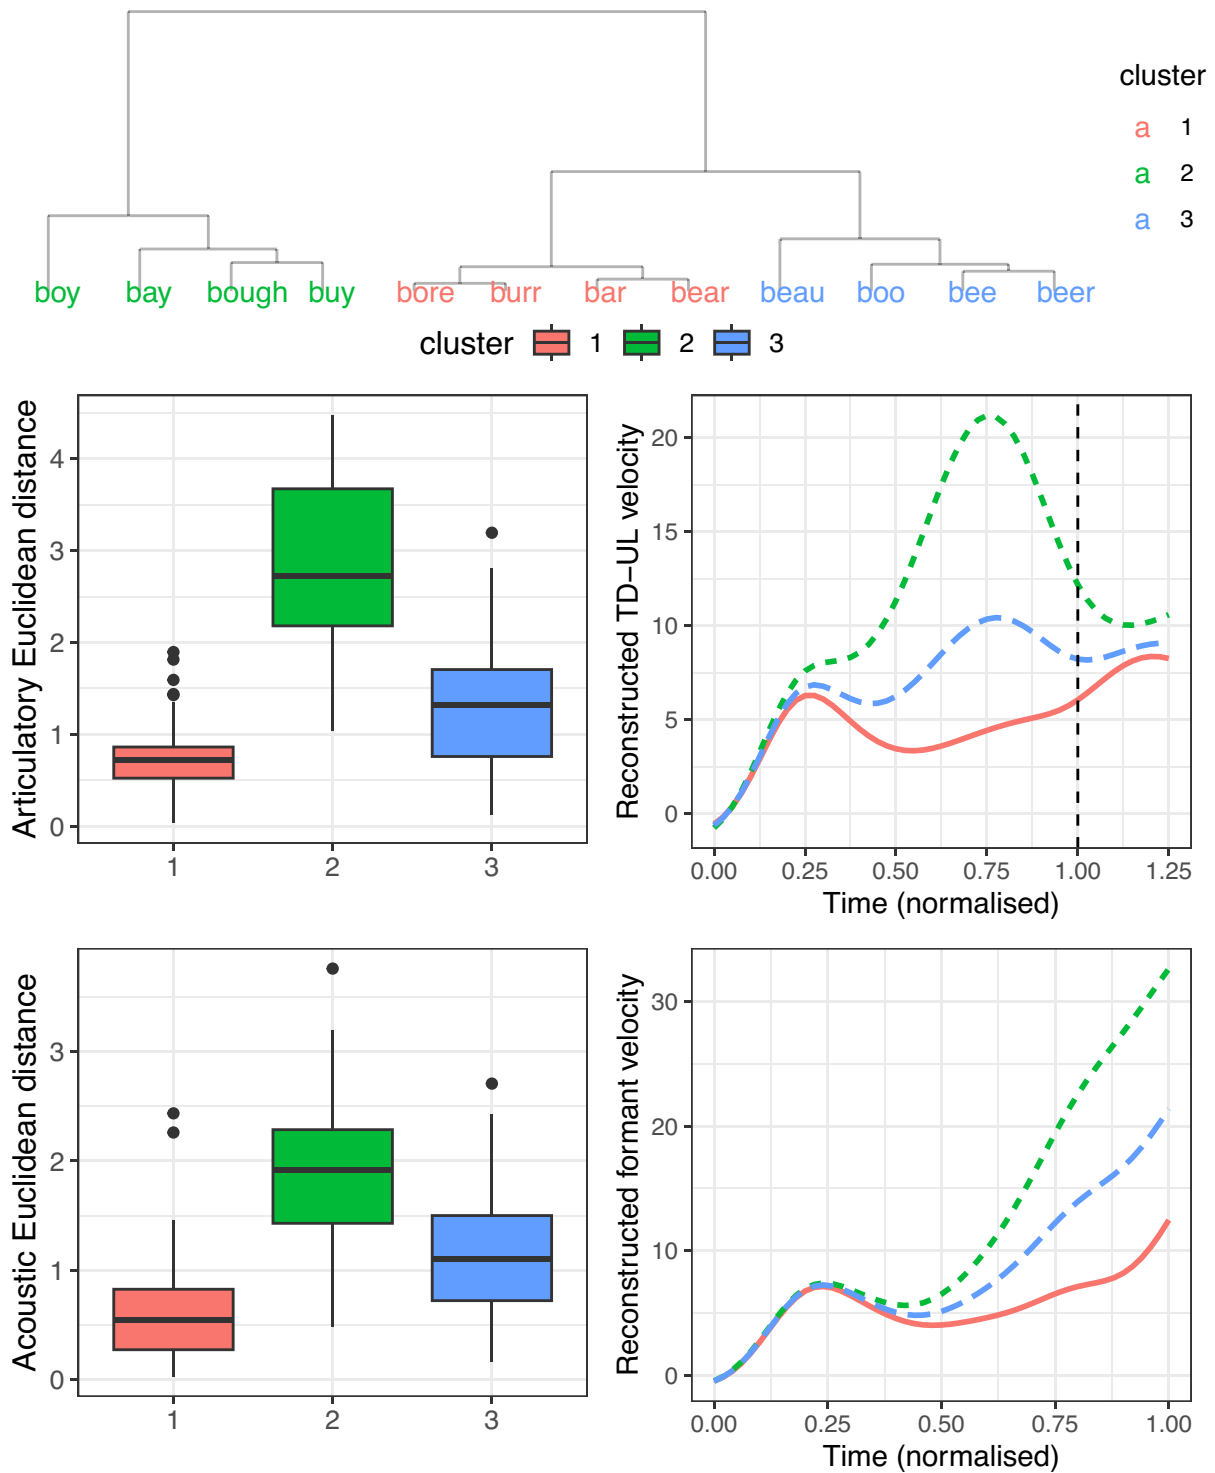 cluster
a 1
a 2
a 3
boy bay bough buy bore burr bar bear beau boo bee beer
cluster 1 2 3
Articulatory Euclidean distance
4
3
2
1
0
1 2 3
Reconstructed TD−UL velocity
20
15
10
5
0
0.00 0.25 0.50 0.75 1.00 1.25
Time (normalised)
Acoustic Euclidean distance
3
2
1
0
1 2 3
Reconstructed formant velocity
30
20
10
0
0.00 0.25 0.50 0.75 1.00
Time (normalised)